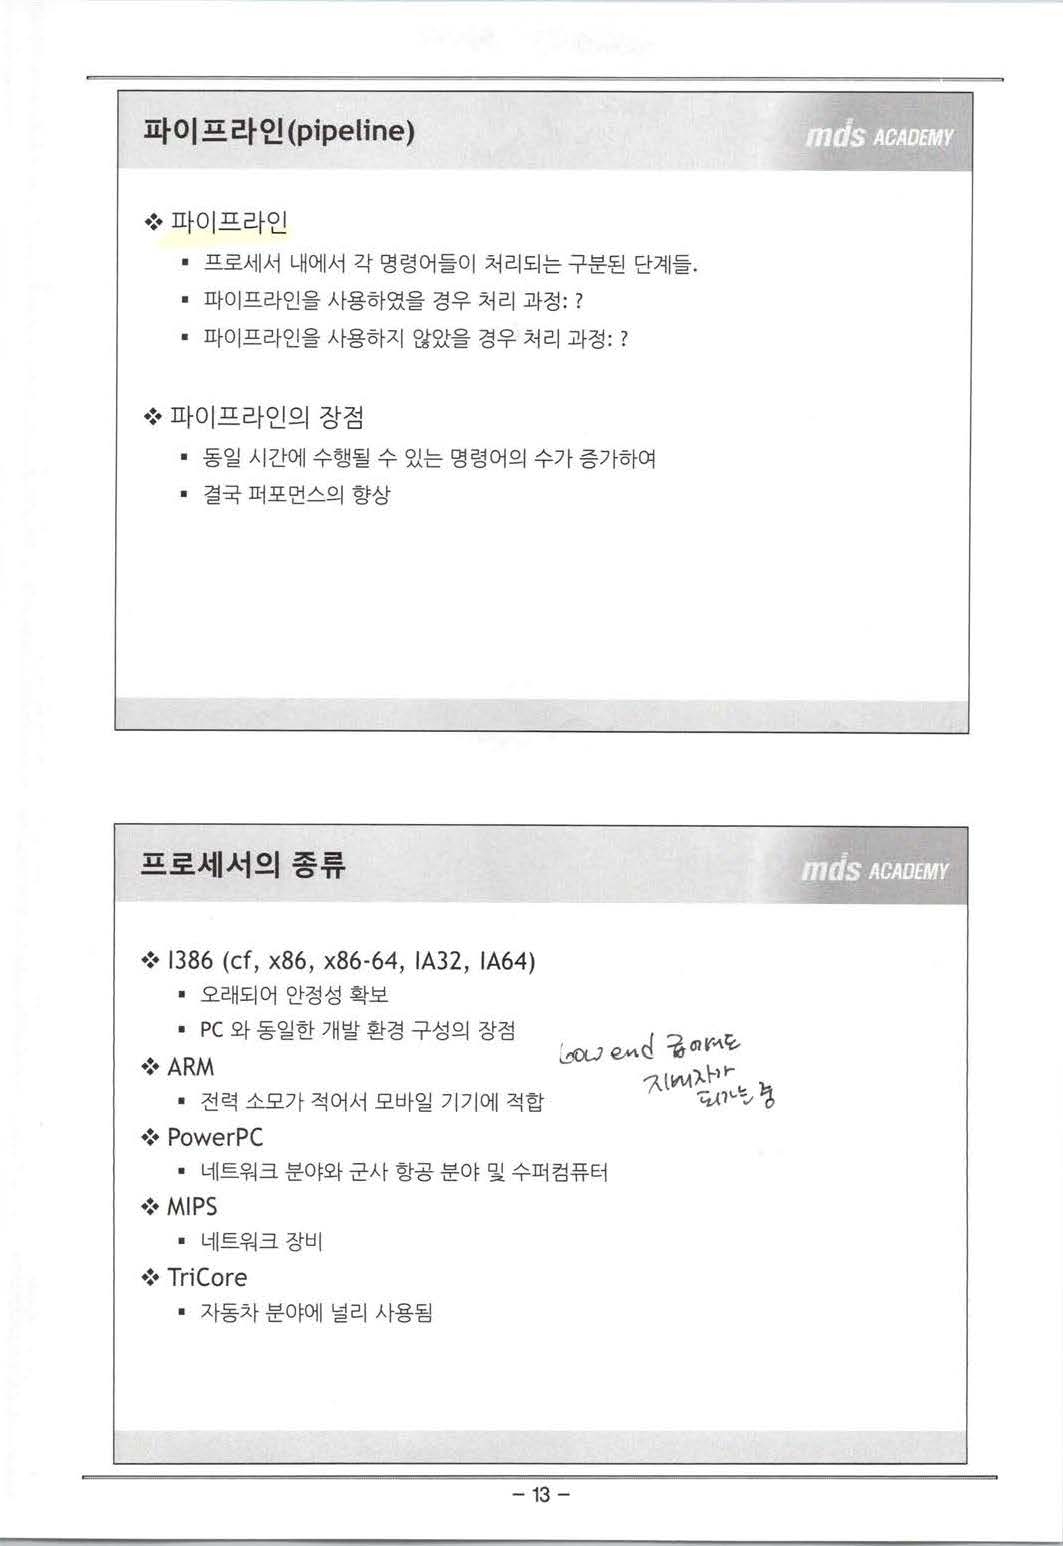 파이프라인(pipeline)
mds ACADEMY
❖ 파이프라인
▪ 프로세서 내에서 각 명령어들이 처리되는 구분된 단계들.
▪ 파이프라인을 사용하였을 경우 처리 과정: ?
▪ 파이프라인을 사용하지 않았을 경우 처리 과정: ?
❖ 파이프라인의 장점
▪ 동일 시간에 수행될 수 있는 명령어의 수가 증가하여
▪ 결국 퍼포먼스의 향상
프로세서의 종류
mds ACADEMY
❖ I386 (cf, x86, x86-64, IA32, IA64)
▪ 오래되어 안정성 확보
▪ PC 와 동일한 개발 환경 구성의 장점
❖ ARM
Low end 급에서도
지배자가
되가는 중
▪ 전력 소모가 적어서 모바일 기기에 적합
❖ PowerPC
▪ 네트워크 분야와 군사 항공 분야 및 수퍼컴퓨터
❖ MIPS
▪ 네트워크 장비
❖ TriCore
▪ 자동차 분야에 널리 사용됨
- 13 -